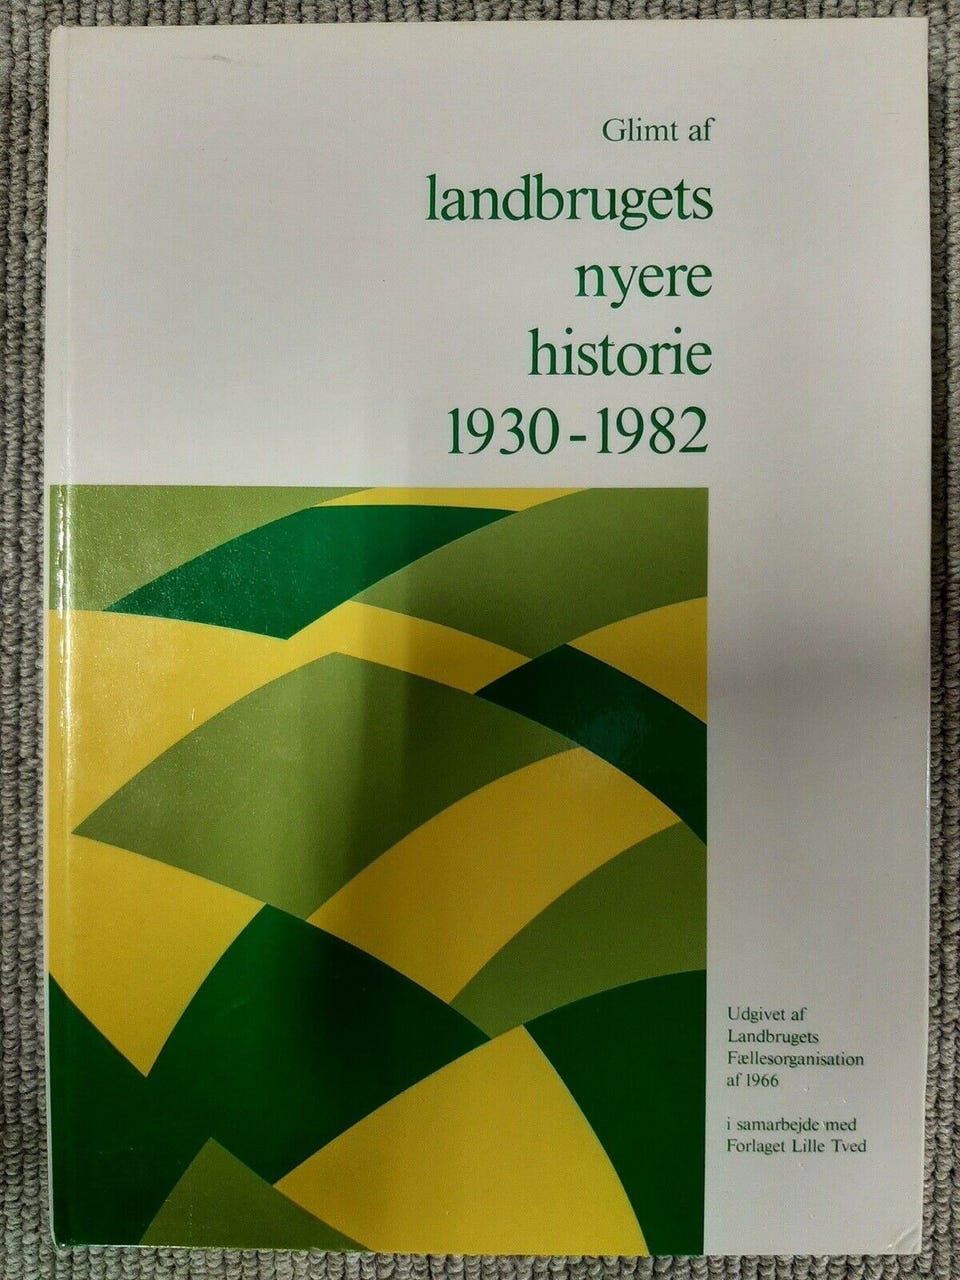 Glimt af
landbrugets
nyere
historie
1930-1982
Udgivet af
Landbrugets
Fællesorganisation
af 1966
i samarbejde med
Forlaget Lille Tved